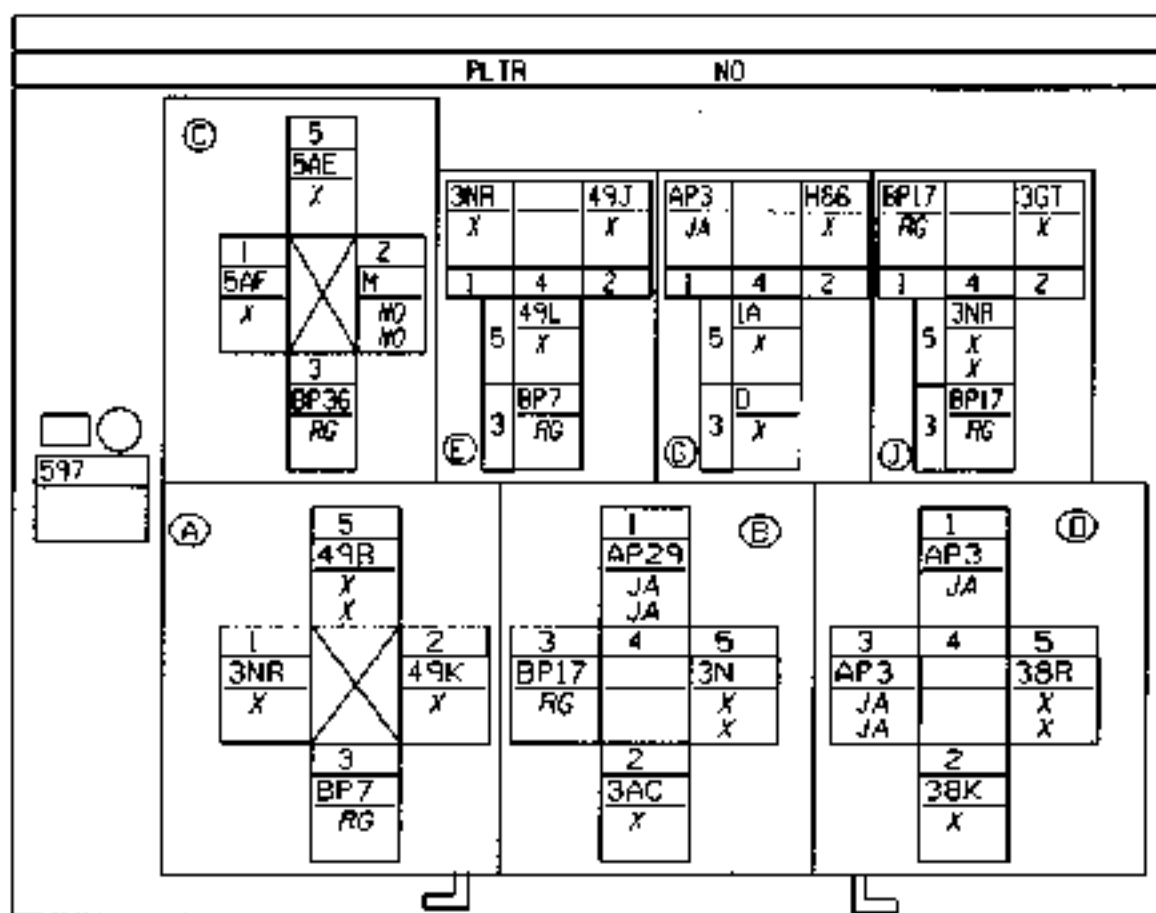 PLTR NO
C
5
5AE
X
1
5AF
X
2
M
NO
NO
3
BP36
RG
3NR
X
49J
X
1 4 2
5
49L
X
3
BP7
RG
E
AP3
JA
H86
X
1 4 2
5
1A
X
3
D
X
G
BP17
RG
3GT
X
1 4 2
5
3NR
X
X
3
BP17
RG
J
597
A
5
49R
X
X
1
3NR
X
2
49K
X
3
BP7
RG
B
1
AP29
JA
JA
3 4 5
BP17
RG
3N
X
X
2
3AC
X
D
1
AP3
JA
3 4 5
AP3
JA
JA
38R
X
X
2
38K
X